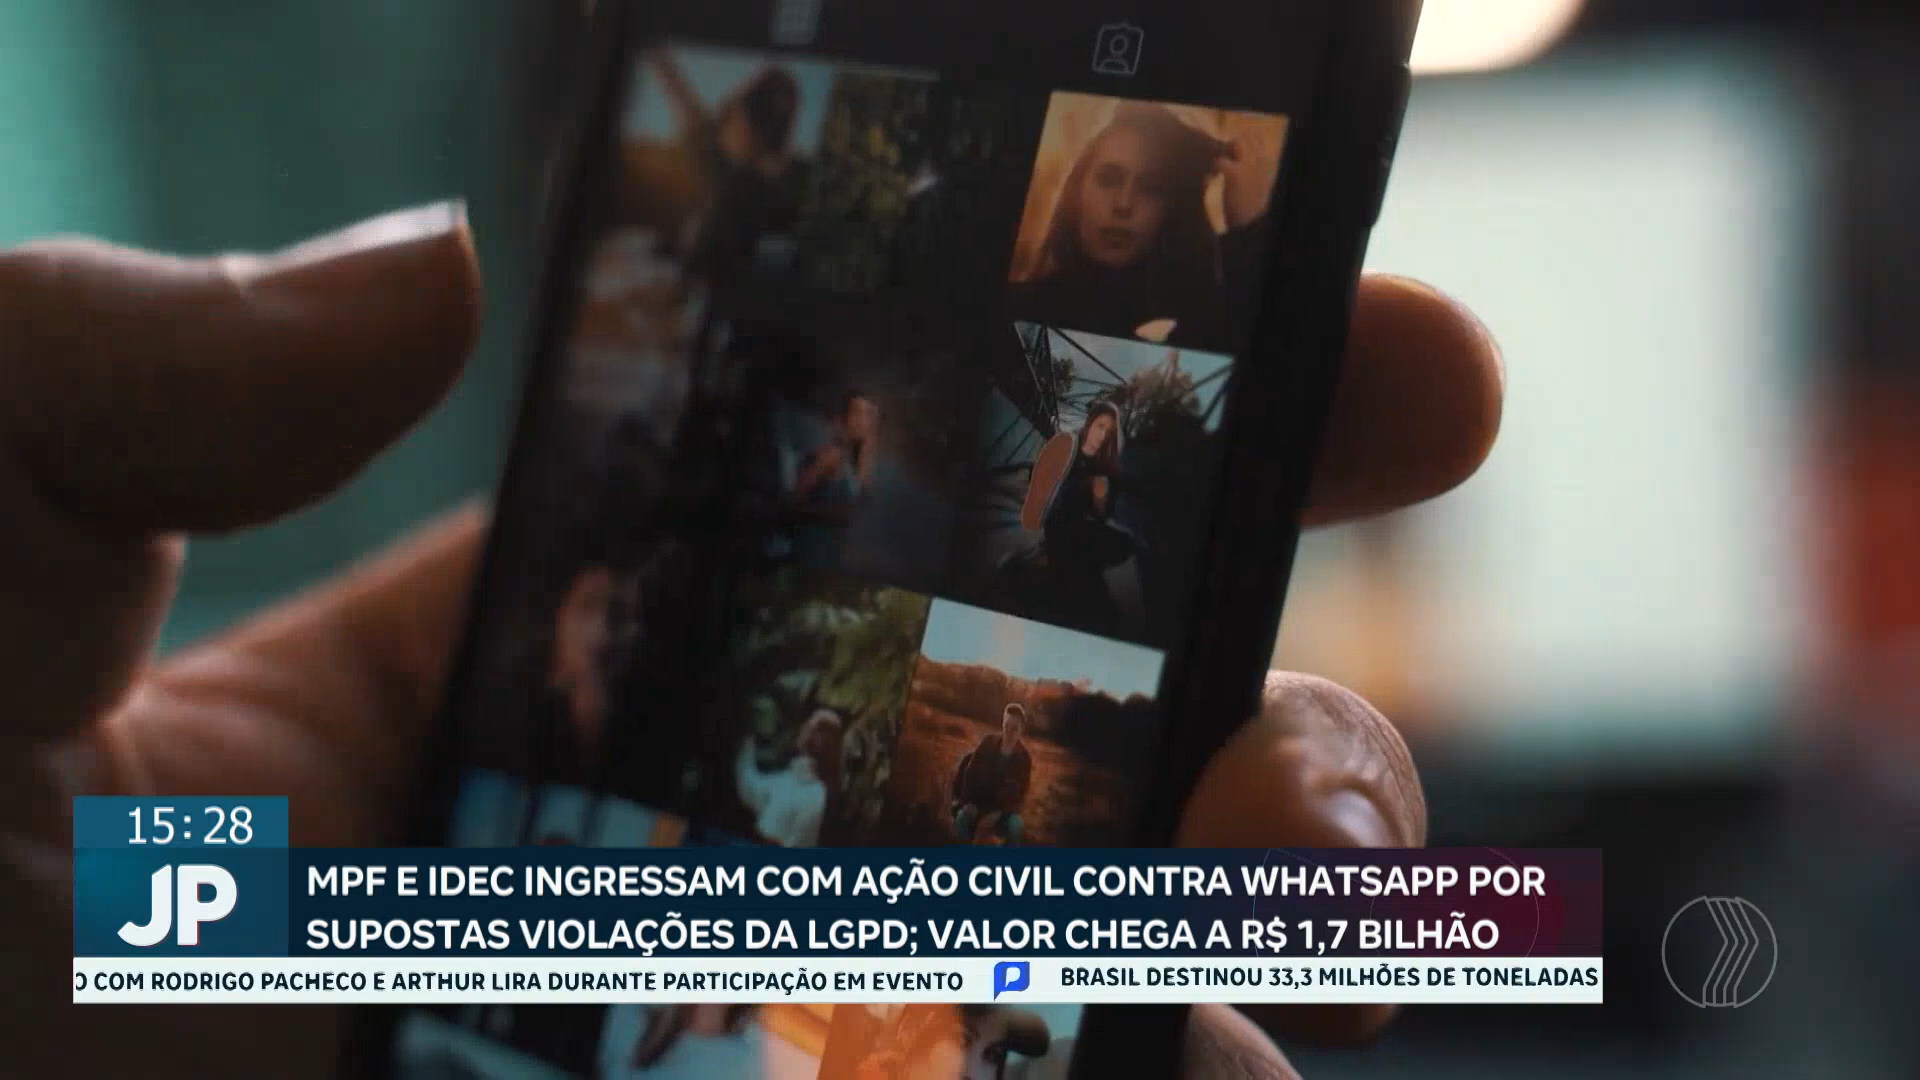 15:28
JP
MPF E IDEC INGRESSAM COM AÇÃO CIVIL CONTRA WHATSAPP POR
SUPOSTAS VIOLAÇÕES DA LGPD; VALOR CHEGA A R$ 1,7 BILHÃO
O COM RODRIGO PACHECO E ARTHUR LIRA DURANTE PARTICIPAÇÃO EM EVENTO P BRASIL DESTINOU 33,3 MILHÕES DE TONELADAS